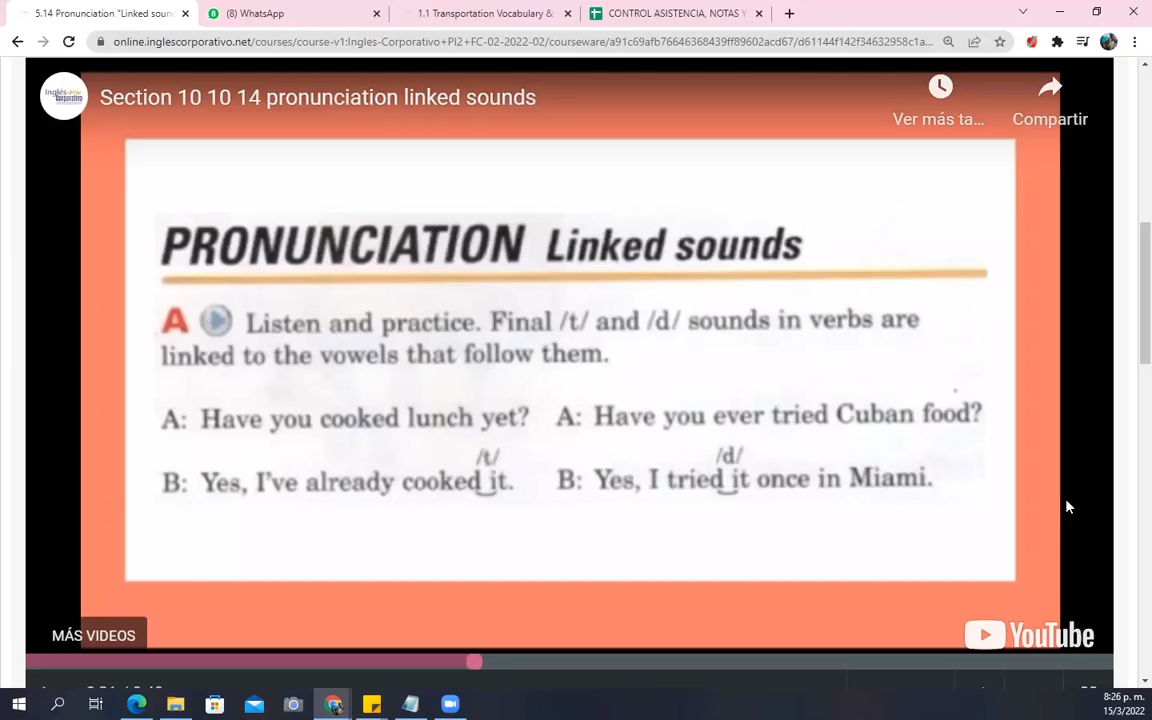 5.14 Pronunciation "Linked soun
(8) WhatsApp
1.1 Transportation Vocabulary &
CONTROL ASISTENCIA, NOTAS Y
online.inglescorporativo.net/courses/course-v1:Ingles-Corporativo+PI2+FC-02-2022-02/courseware/a91c69afb76646368439ff89602acd67/d61144f142f34632958c1a...
Inglés Corporativo
Section 10 10 14 pronunciation linked sounds
Ver más ta...
Compartir
PRONUNCIATION Linked sounds
A Listen and practice. Final /t/ and /d/ sounds in verbs are
linked to the vowels that follow them.
A: Have you cooked lunch yet?
/t/
B: Yes, I've already cooked it.
A: Have you ever tried Cuban food?
/d/
B: Yes, I tried it once in Miami.
MÁS VIDEOS
YouTube
8:26 p. m.
15/3/2022